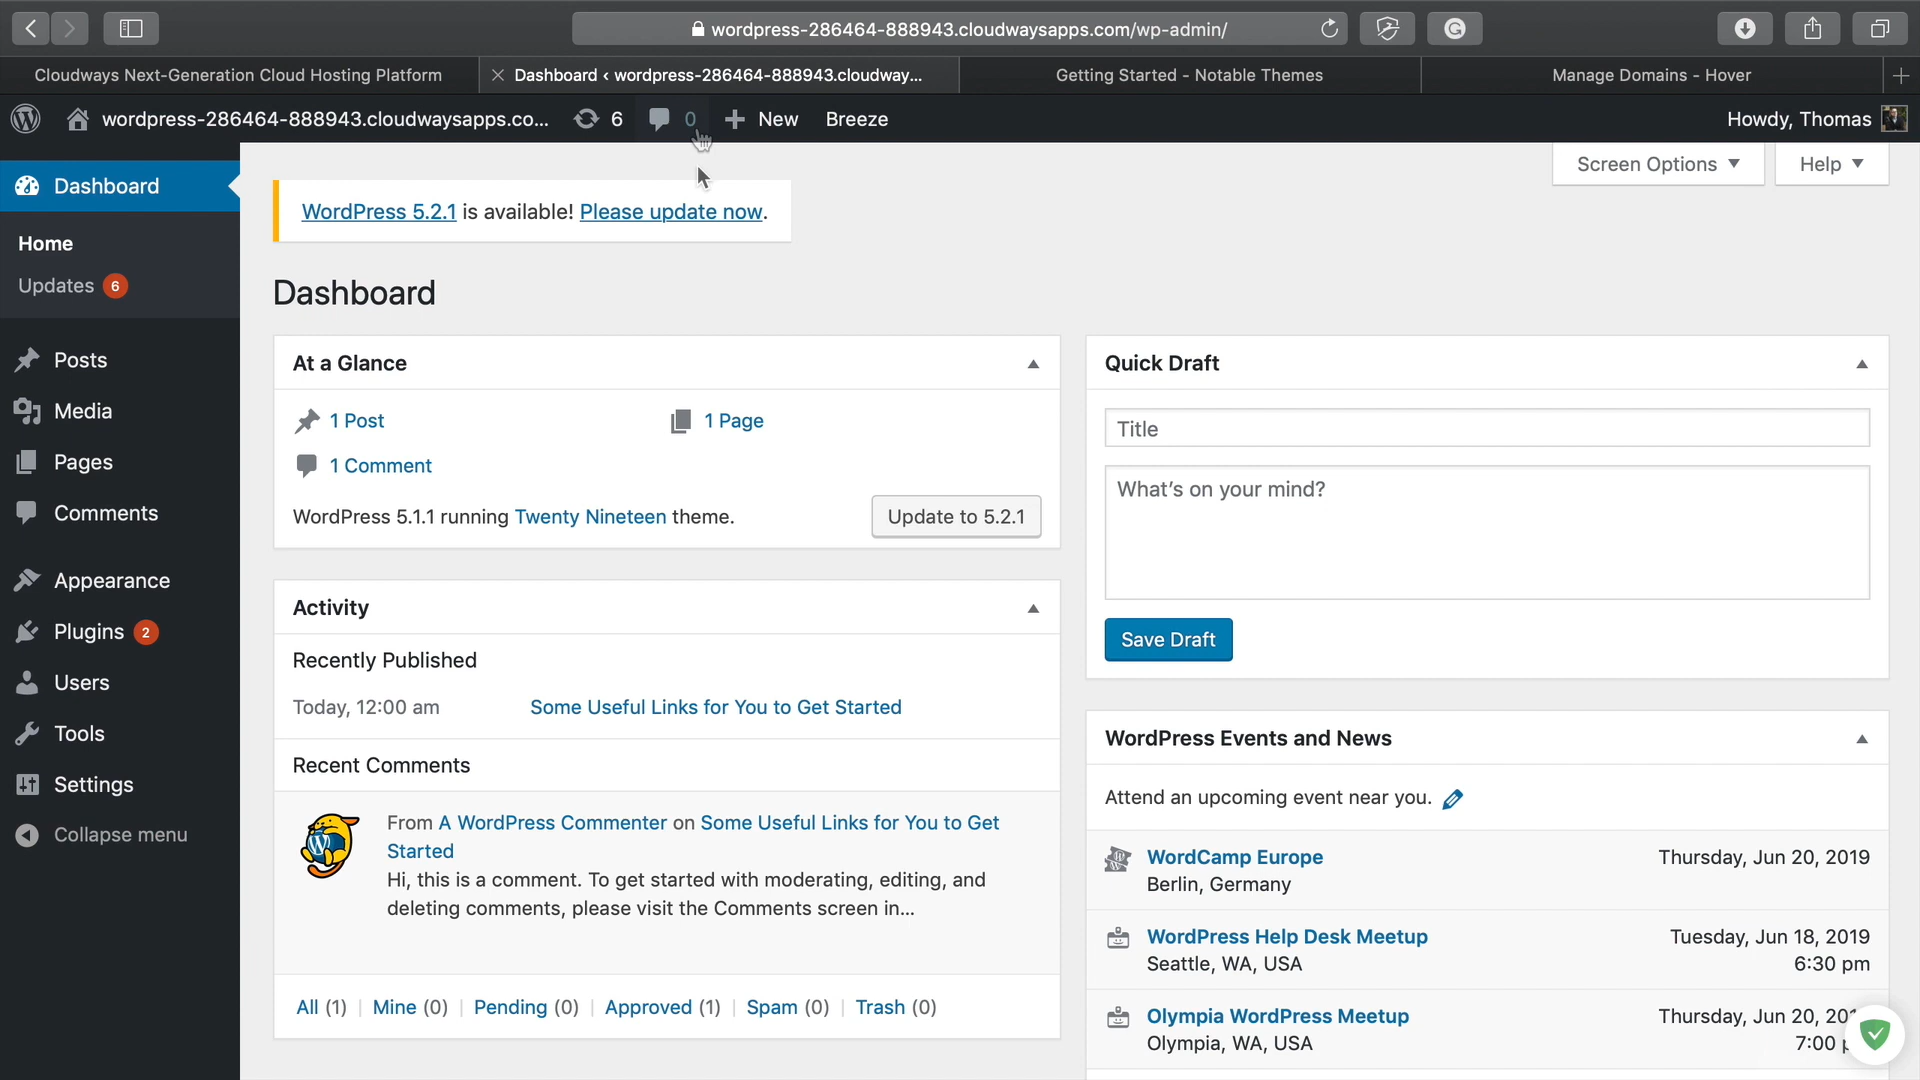 wordpress-286464-888943.cloudwaysapps.com/wp-admin/
Cloudways Next-Generation Cloud Hosting Platform
Dashboard ‹ wordpress-286464-888943.cloudway...
Getting Started - Notable Themes
Manage Domains - Hover
wordpress-286464-888943.cloudwaysapps.co...
6
0
New
Breeze
Howdy, Thomas
Screen Options
Help
Dashboard
Home
Updates 6
Posts
Media
Pages
Comments
Appearance
Plugins 2
Users
Tools
Settings
Collapse menu
WordPress 5.2.1 is available! Please update now.
Dashboard
At a Glance
1 Post
1 Page
1 Comment
WordPress 5.1.1 running Twenty Nineteen theme.
Update to 5.2.1
Activity
Recently Published
Today, 12:00 am
Some Useful Links for You to Get Started
Recent Comments
From A WordPress Commenter on Some Useful Links for You to Get
Started
Hi, this is a comment. To get started with moderating, editing, and
deleting comments, please visit the Comments screen in...
All (1) | Mine (0) | Pending (0) | Approved (1) | Spam (0) | Trash (0)
Quick Draft
Title
What's on your mind?
Save Draft
WordPress Events and News
Attend an upcoming event near you.
WordCamp Europe
Thursday, Jun 20, 2019
Berlin, Germany
WordPress Help Desk Meetup
Tuesday, Jun 18, 2019
Seattle, WA, USA
6:30 pm
Olympia WordPress Meetup
Thursday, Jun 20,
Olympia, WA, USA
7:00